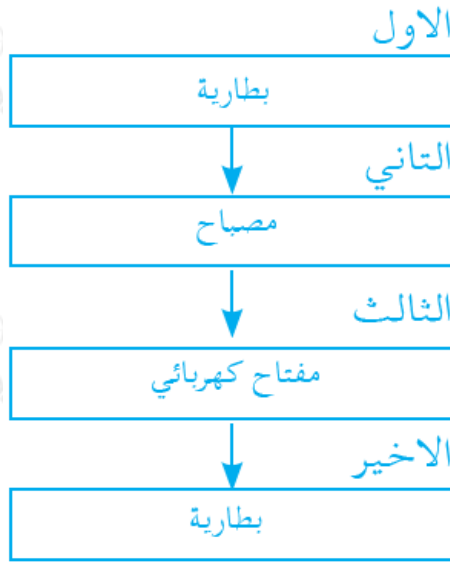 الاول
بطارية
التاني
مصباح
الثالث
مفتاح كهربائي
الاخير
بطارية